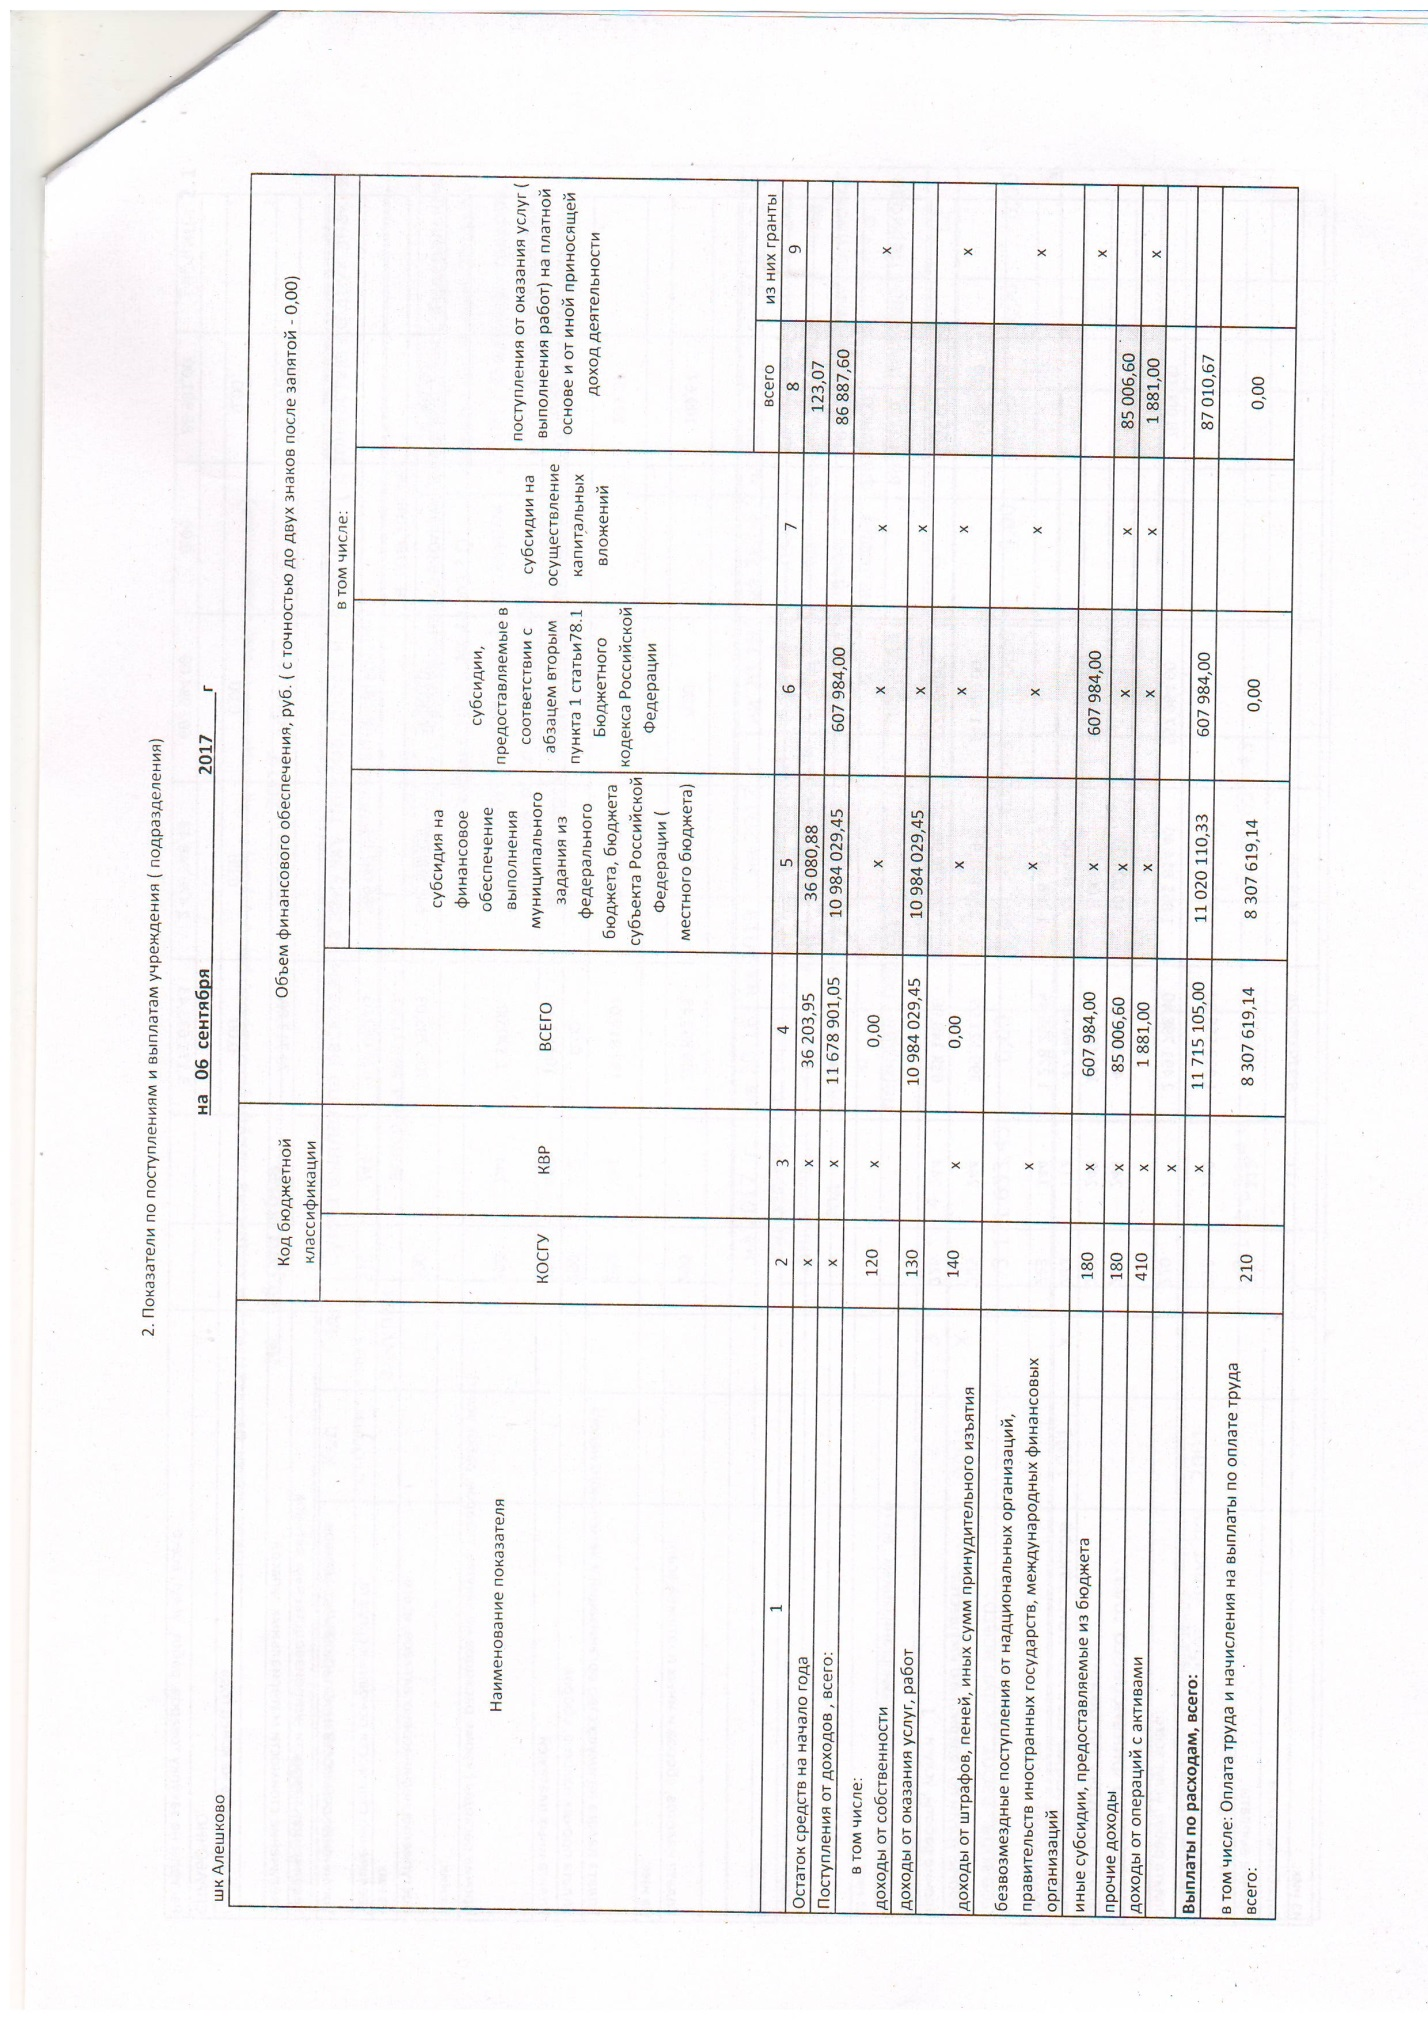 2. Показатели по поступлениям и выплатам учреждения ( подразделения)
на 06 сентября 2017 г
шк Алешково
Наименование показателя
Код бюджетной
классификации
Объем финансового обеспечения, руб. ( с точностью до двух знаков после запятой - 0,00)
КОСГУ
КВР
ВСЕГО
в том числе:
субсидия на
финансовое
обеспечение
выполнения
муниципального
задания из
федерального
бюджета, бюджета
субъекта Российской
Федерации (
местного бюджета)
субсидии,
предоставляемые в
соответствии с
абзацем вторым
пункта 1 статьи78.1
Бюджетного
кодекса Российской
Федерации
субсидии на
осуществление
капитальных
вложений
поступления от оказания услуг (
выполнения работ) на платной
основе и от иной приносящей
доход деятельности
всего из них гранты
1 2 3 4 5 6 7 8 9
Остаток средств на начало года х х 36 203,95 36 080,88 123,07
Поступления от доходов , всего: х х 11 678 901,05 10 984 029,45 607 984,00 86 887,60
в том числе:
доходы от собственности 120 х 0,00 х х х х
доходы от оказания услуг, работ 130 10 984 029,45 10 984 029,45 х х
доходы от штрафов, пеней, иных сумм принудительного изъятия 140 х 0,00 х х х х
безвозмездные поступления от наднациональных организаций,
правительств иностранных государств, международных финансовых
организаций х х х х х
иные субсидии, предоставляемые из бюджета 180 х 607 984,00 х 607 984,00 х
прочие доходы 180 х 85 006,60 х х х 85 006,60
доходы от операций с активами 410 х 1 881,00 х х х 1 881,00 х
х
Выплаты по расходам, всего: х 11 715 105,00 11 020 110,33 607 984,00 87 010,67
в том числе: Оплата труда и начисления на выплаты по оплате труда
всего: 210 8 307 619,14 8 307 619,14 0,00 0,00